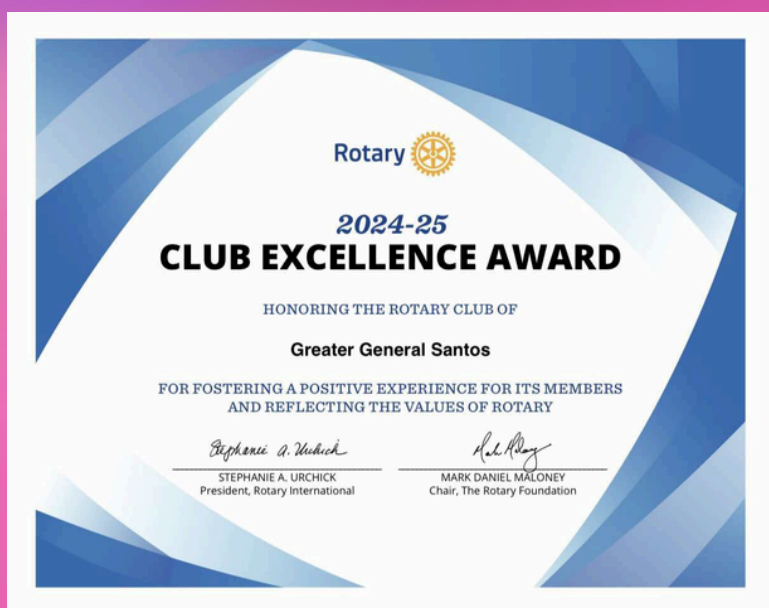 Rotary
2024-25
CLUB EXCELLENCE AWARD
HONORING THE ROTARY CLUB OF
Greater General Santos
FOR FOSTERING A POSITIVE EXPERIENCE FOR ITS MEMBERS
AND REFLECTING THE VALUES OF ROTARY
Stephanie A. Urchick
STEPHANIE A. URCHICK
President, Rotary International
MARK DANIEL MALONEY
Chair, The Rotary Foundation